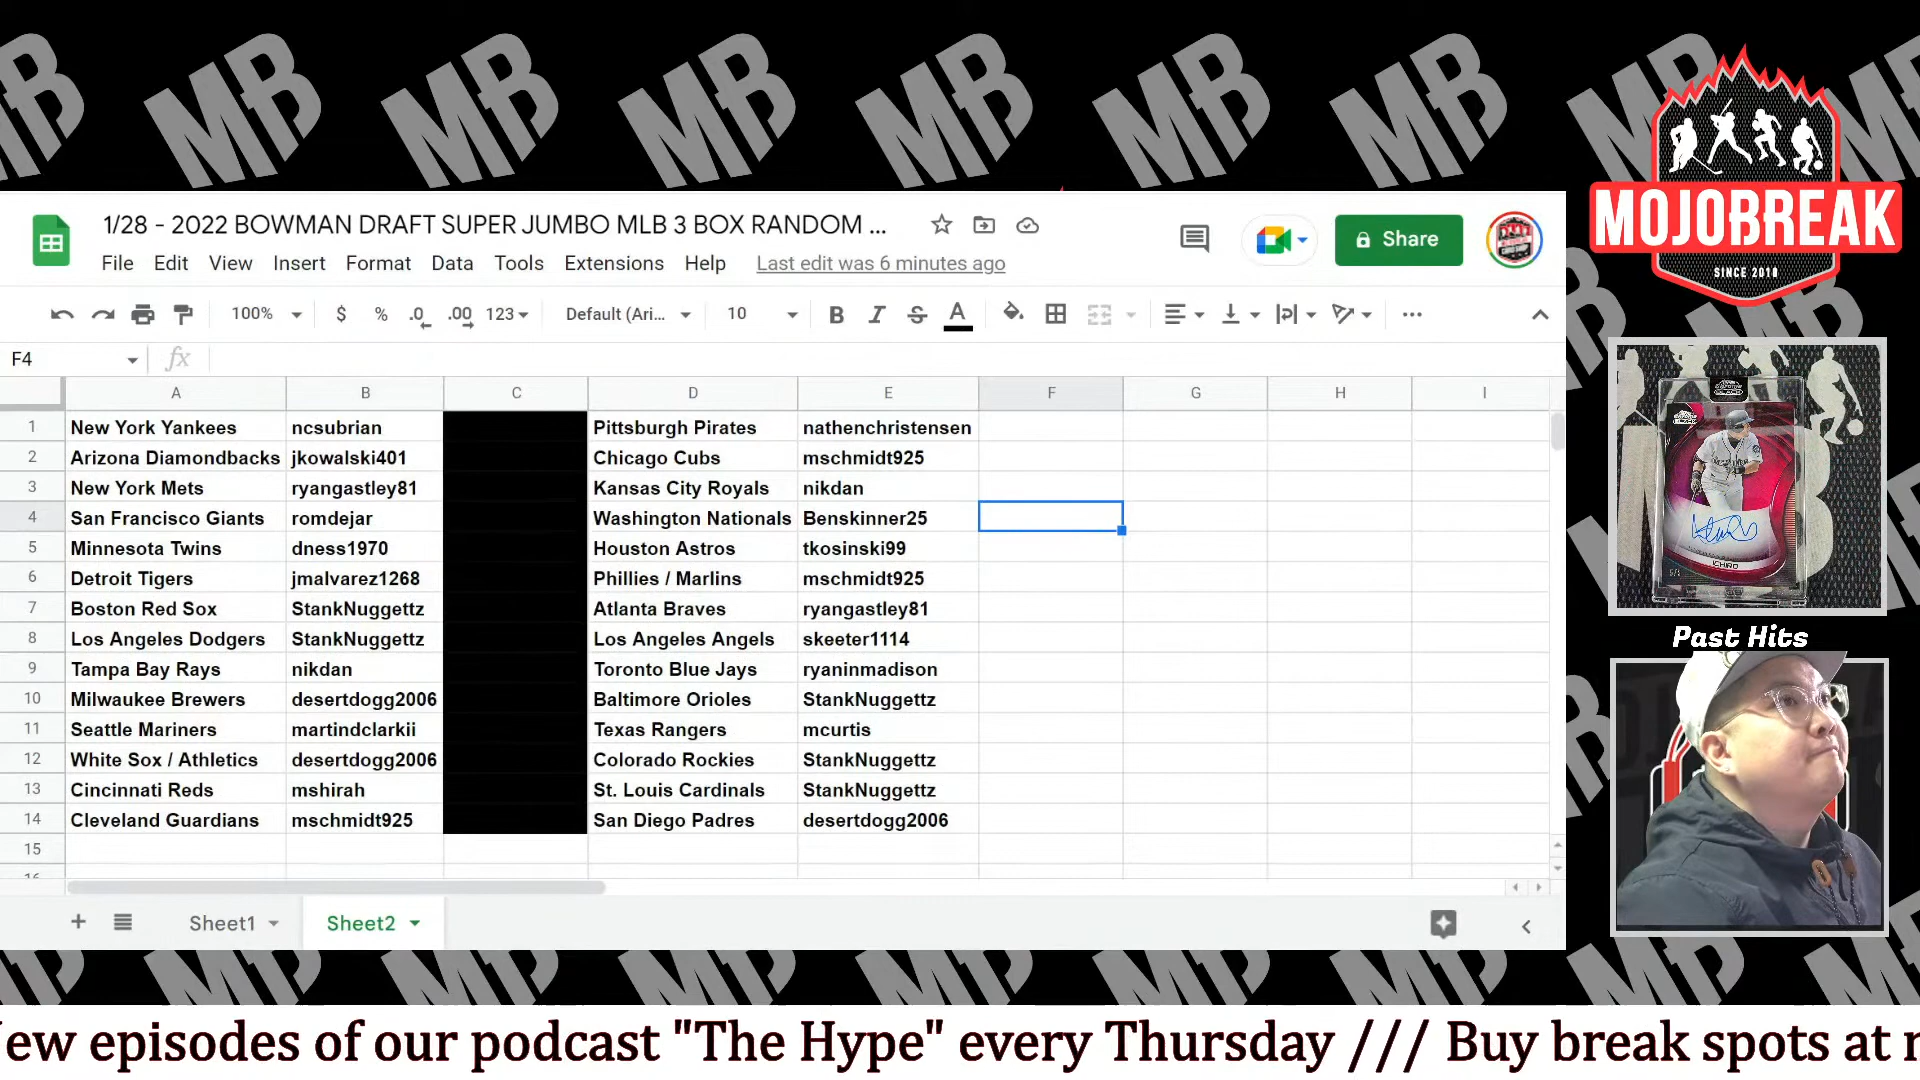 MOJOBREAK
SINCE 2010
1/28 - 2022 BOWMAN DRAFT SUPER JUMBO MLB 3 BOX RANDOM ...
Share
File Edit View Insert Format Data Tools Extensions Help Last edit was 6 minutes ago
100% $ % .0 .00 123 Default (Ari... 10 B I S A
F4 fx
A B C D E F G H I
1 New York Yankees ncsubrian Pittsburgh Pirates nathenchristensen
2 Arizona Diamondbacks jkowalski401 Chicago Cubs mschmidt925
3 New York Mets ryangastley81 Kansas City Royals nikdan
4 San Francisco Giants romdejar Washington Nationals Benskinner25
5 Minnesota Twins dness1970 Houston Astros tkosinski99
6 Detroit Tigers jmalvarez1268 Phillies / Marlins mschmidt925
7 Boston Red Sox StankNuggettz Atlanta Braves ryangastley81
8 Los Angeles Dodgers StankNuggettz Los Angeles Angels skeeter1114
9 Tampa Bay Rays nikdan Toronto Blue Jays ryaninmadison
10 Milwaukee Brewers desertdogg2006 Baltimore Orioles StankNuggettz
11 Seattle Mariners martindclarkii Texas Rangers mcurtis
12 White Sox / Athletics desertdogg2006 Colorado Rockies StankNuggettz
13 Cincinnati Reds mshirah St. Louis Cardinals StankNuggettz
14 Cleveland Guardians mschmidt925 San Diego Padres desertdogg2006
15
16
Sheet1 Sheet2
ICHIRO
Past Hits
New episodes of our podcast "The Hype" every Thursday /// Buy break spots at